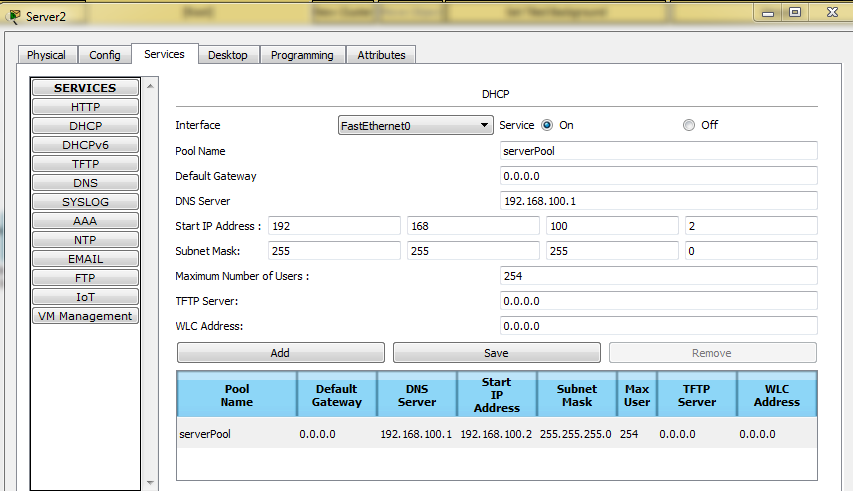 Server2
Physical Config Services Desktop Programming Attributes
SERVICES
HTTP
DHCP
DHCPv6
TFTP
DNS
SYSLOG
AAA
NTP
EMAIL
FTP
IoT
VM Management
DHCP
Interface FastEthernet0 Service On Off
Pool Name serverPool
Default Gateway 0.0.0.0
DNS Server 192.168.100.1
Start IP Address : 192 168 100 2
Subnet Mask: 255 255 255 0
Maximum Number of Users : 254
TFTP Server: 0.0.0.0
WLC Address: 0.0.0.0
Add Save Remove
Pool Name Default Gateway DNS Server Start IP Address Subnet Mask Max User TFTP Server WLC Address
serverPool 0.0.0.0 192.168.100.1 192.168.100.2 255.255.255.0 254 0.0.0.0 0.0.0.0